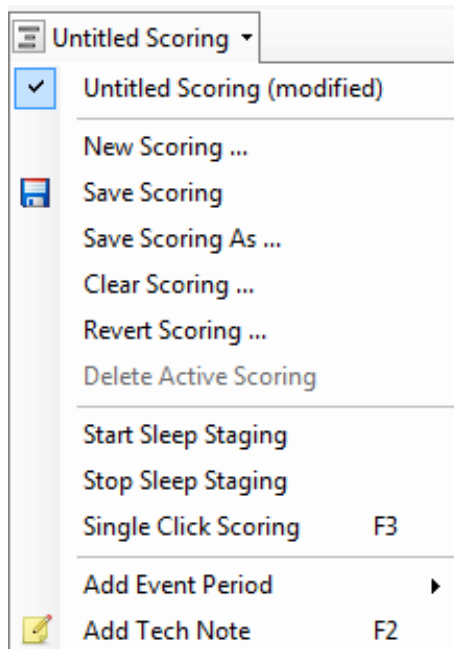 Untitled Scoring
Untitled Scoring (modified)
New Scoring ...
Save Scoring
Save Scoring As ...
Clear Scoring ...
Revert Scoring ...
Delete Active Scoring
Start Sleep Staging
Stop Sleep Staging
Single Click Scoring F3
Add Event Period
Add Tech Note F2